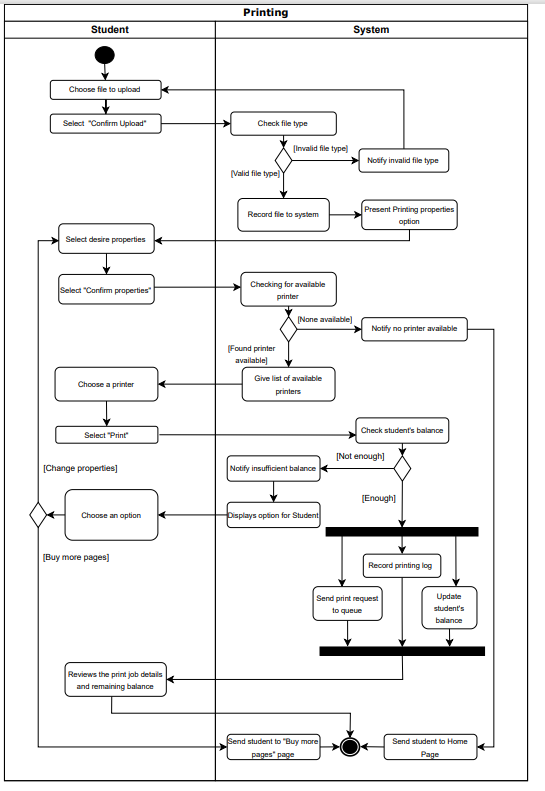 Printing
Student
System
Choose file to upload
Select "Confirm Upload"
Check file type
[Invalid file type]
Notify invalid file type
[Valid file type]
Record file to system
Present Printing properties
option
Select desire properties
Select "Confirm properties"
Checking for available
printer
[None available]
Notify no printer available
[Found printer
available]
Give list of available
printers
Choose a printer
Select "Print"
Check student's balance
[Not enough]
Notify insufficient balance
[Change properties]
[Enough]
Choose an option
Displays option for Student
[Buy more pages]
Record printing log
Send print request
to queue
Update
student's
balance
Reviews the print job details
and remaining balance
Send student to "Buy more
pages" page
Send student to Home
Page